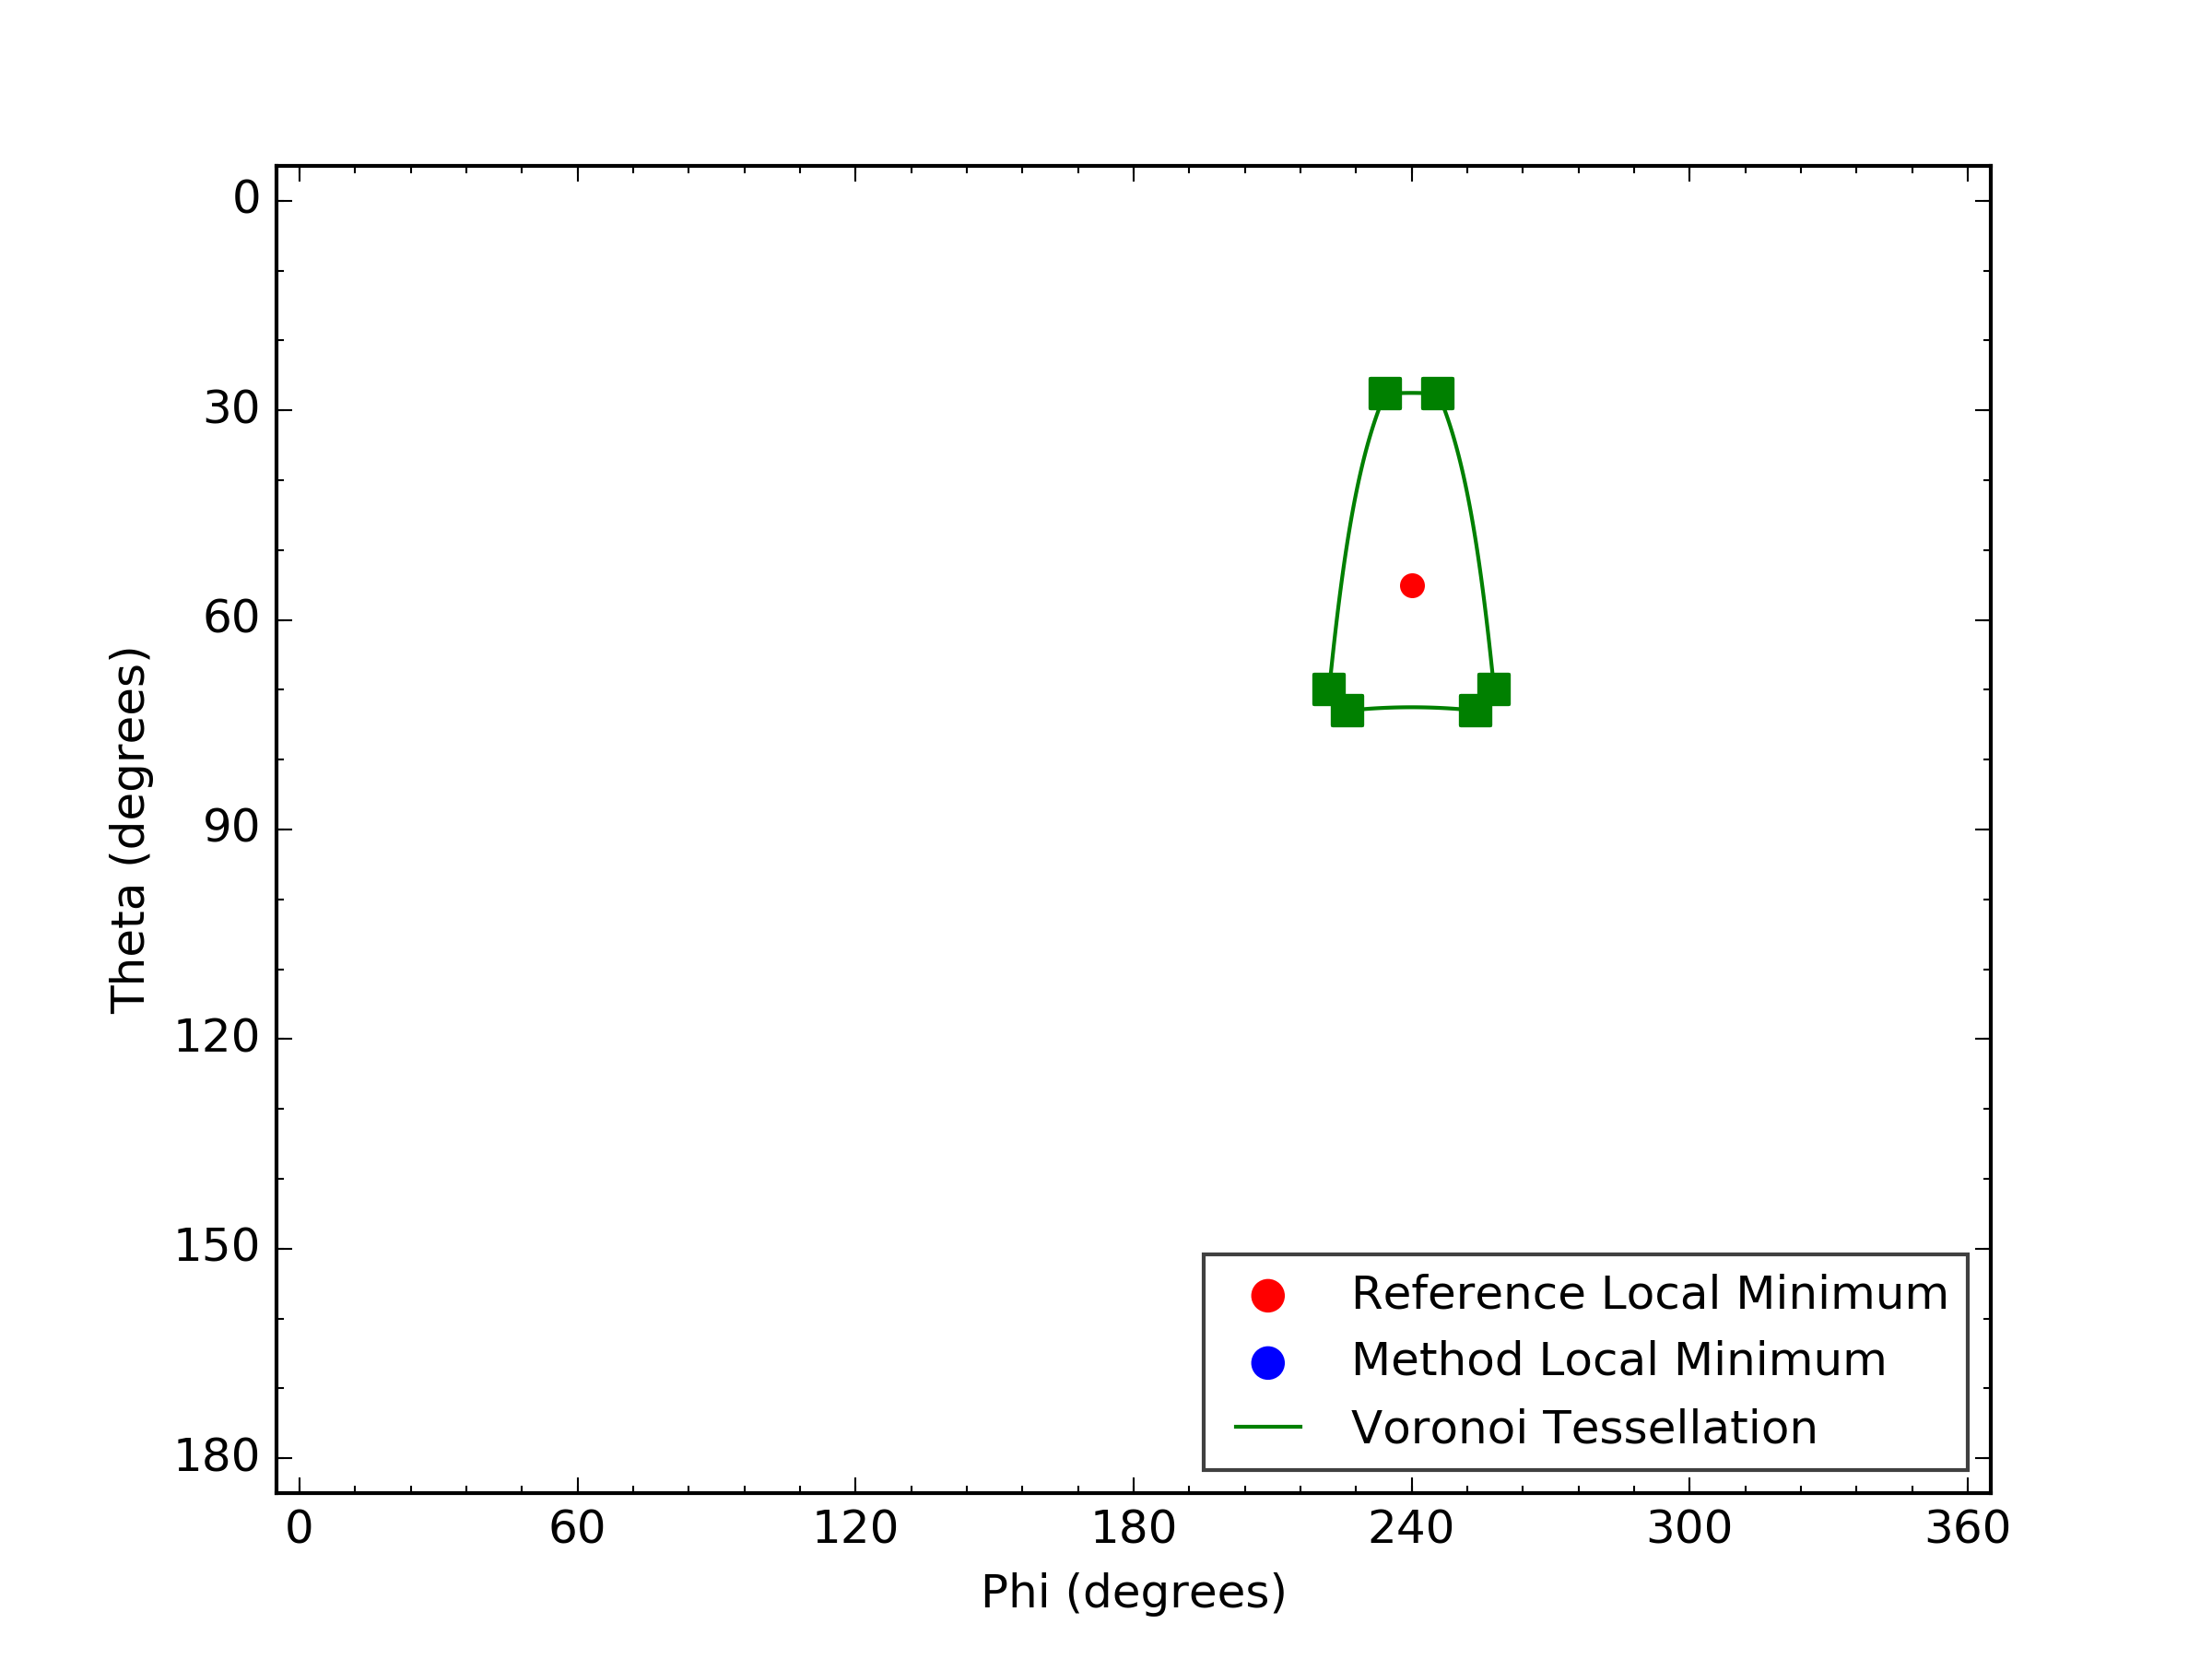 0
30
60
90
120
150
180
Theta (degrees)
0 60 120 180 240 300 360
Phi (degrees)
Reference Local Minimum
Method Local Minimum
Voronoi Tessellation